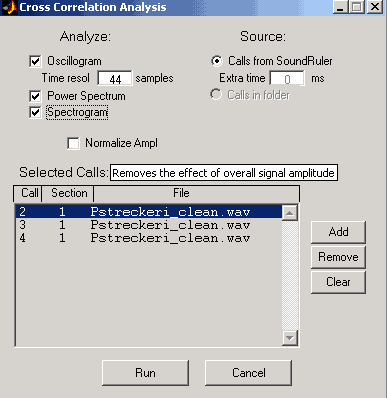 Cross Correlation Analysis
Analyze: Source:
Oscillogram Calls from SoundRuler
Time resol 44 samples Extra time 0 ms
Power Spectrum Calls in folder
Spectrogram
Normalize Ampl
Selected Calls: Removes the effect of overall signal amplitude
Call Section File
2 1 Pstreckeri_clean.wav
3 1 Pstreckeri_clean.wav
4 1 Pstreckeri_clean.wav
Add
Remove
Clear
Run Cancel